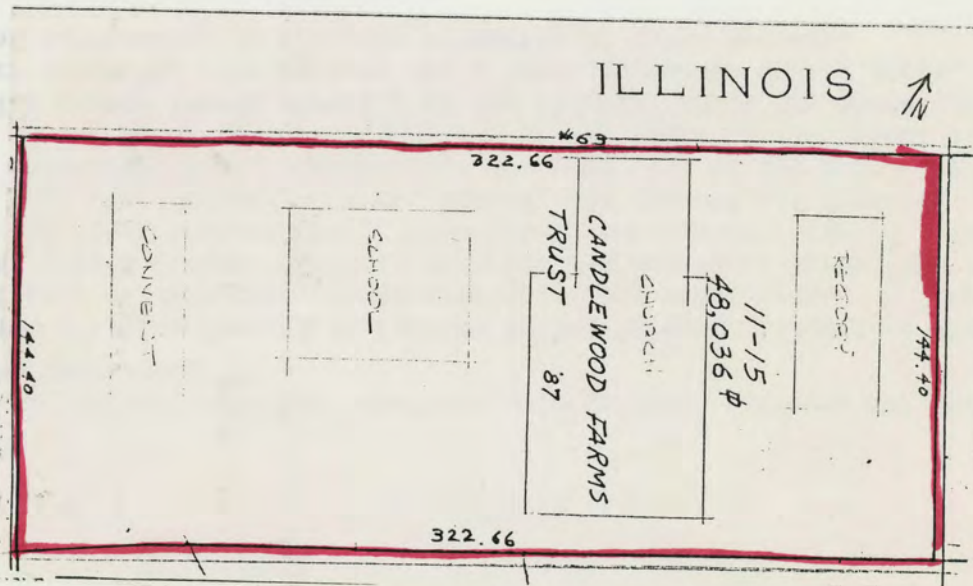 ILLINOIS
N
#63
322.66
CONVENT
SCHOOL
CANDLEWOOD FARMS
TRUST '87
CHURCH
11-15
48,036 ⌀
RECTORY
144.40
144.40
322.66